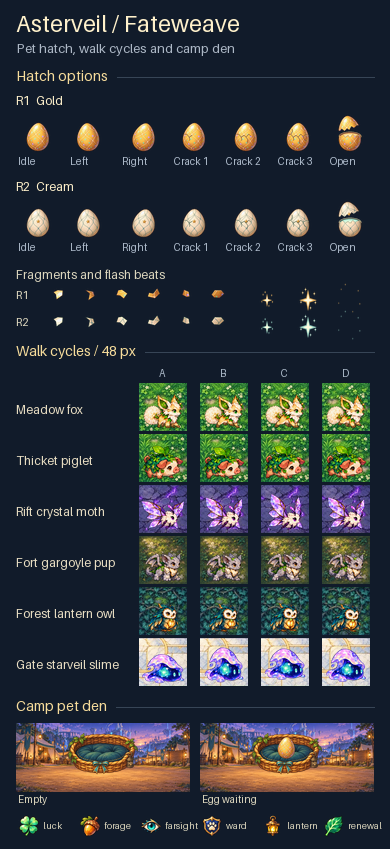 Asterveil / Fateweave
Pet hatch, walk cycles and camp den
Hatch options
R1 Gold
Idle Left Right Crack 1 Crack 2 Crack 3 Open
R2 Cream
Idle Left Right Crack 1 Crack 2 Crack 3 Open
Fragments and flash beats
R1
R2
Walk cycles / 48 px
A B C D
Meadow fox
Thicket piglet
Rift crystal moth
Fort gargoyle pup
Forest lantern owl
Gate starveil slime
Camp pet den
Empty Egg waiting
luck forage farsight ward lantern renewal